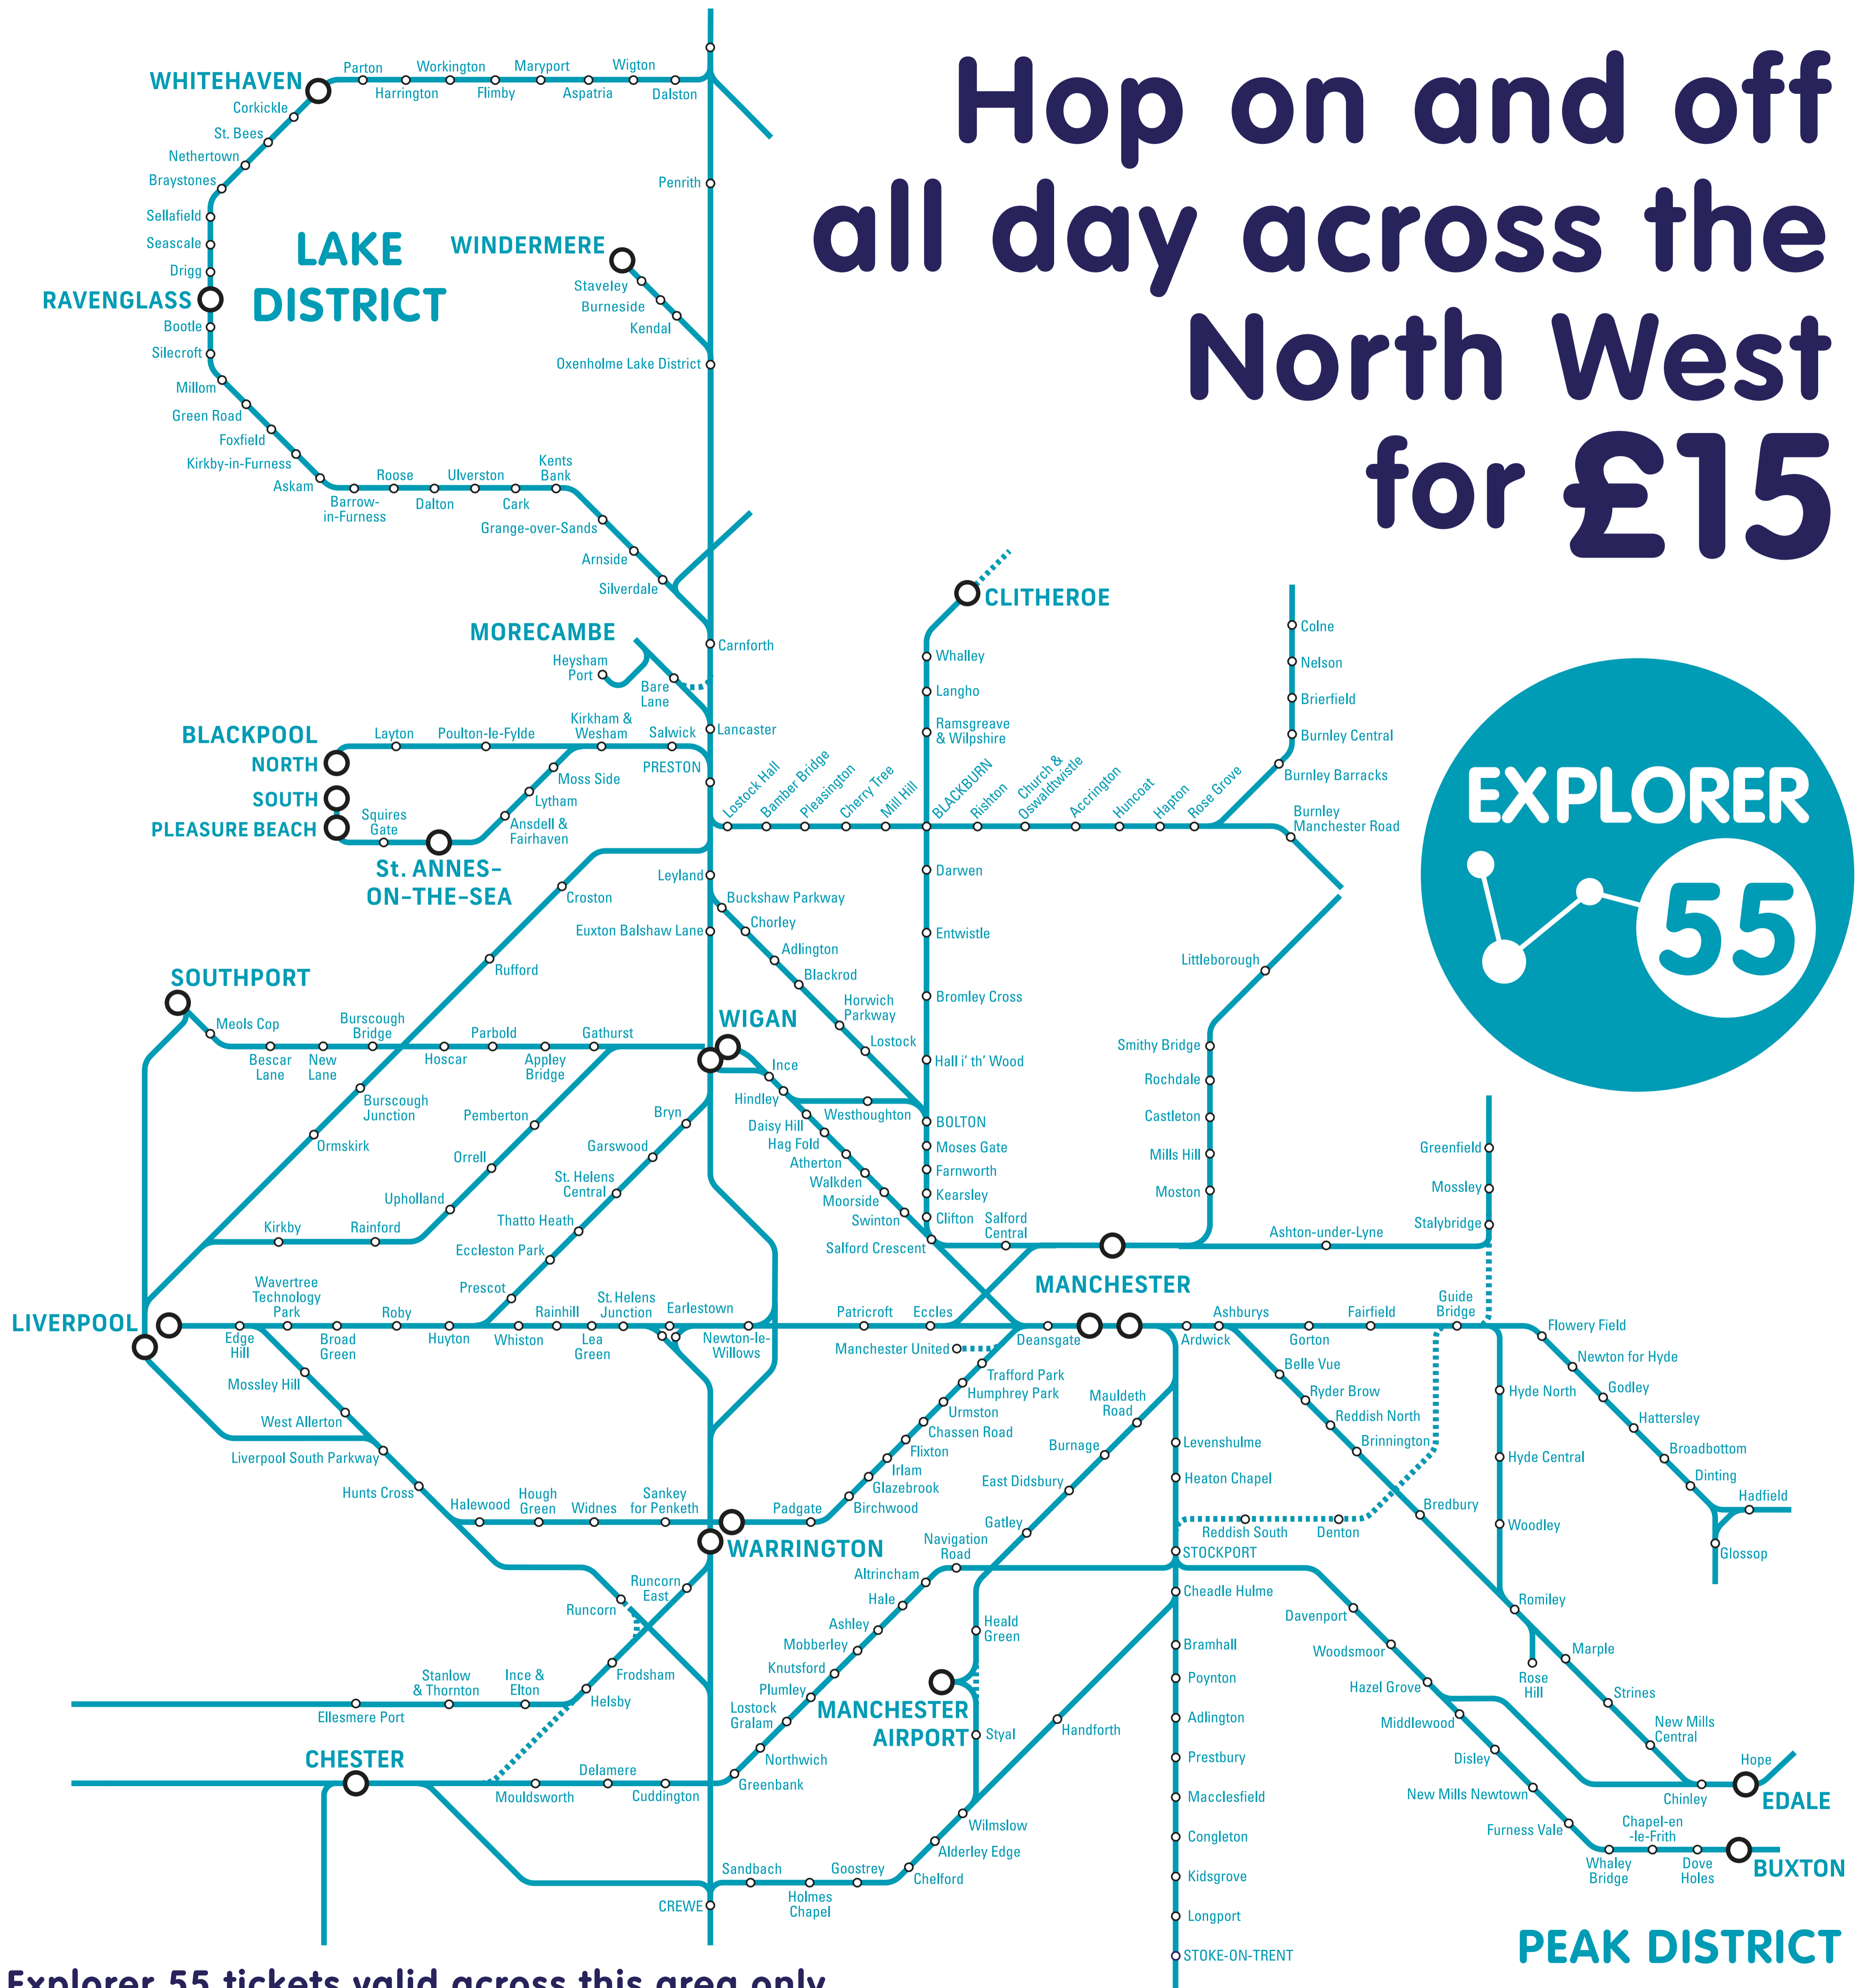 Hop on and off
all day across the
North West
for £15
EXPLORER
55
WHITEHAVEN
Parton
Harrington
Workington
Flimby
Maryport
Aspatria
Wigton
Dalston
Corkickle
St. Bees
Nethertown
Braystones
Sellafield
Seascale
Drigg
RAVENGLASS
Bootle
Silecroft
Millom
Green Road
Foxfield
Kirkby-in-Furness
Askam
LAKE
DISTRICT
Penrith
WINDERMERE
Staveley
Burneside
Kendal
Oxenholme Lake District
Barrow-
in-Furness
Roose
Dalton
Ulverston
Cark
Kents
Bank
Grange-over-Sands
Arnside
Silverdale
MORECAMBE
Heysham
Port
Bare
Lane
Carnforth
Lancaster
BLACKPOOL
NORTH
SOUTH
PLEASURE BEACH
Layton
Poulton-le-Fylde
Kirkham &
Wesham
Salwick
PRESTON
Squires
Gate
St. ANNES-
ON-THE-SEA
Moss Side
Lytham
Ansdell &
Fairhaven
CLITHEROE
Whalley
Langho
Ramsgreave
& Wilpshire
Colne
Nelson
Brierfield
Burnley Central
Burnley Barracks
Burnley
Manchester Road
Lostock Hall
Bamber Bridge
Pleasington
Cherry Tree
Mill Hill
BLACKBURN
Rishton
Church &
Oswaldtwistle
Accrington
Huncoat
Hapton
Rose Grove
Leyland
Euxton Balshaw Lane
Croston
Rufford
Buckshaw Parkway
Chorley
Adlington
Blackrod
Horwich
Parkway
Lostock
Darwen
Entwistle
Bromley Cross
Hall i' th' Wood
BOLTON
Moses Gate
Farnworth
Kearsley
Clifton
Salford
Central
Littleborough
Smithy Bridge
Rochdale
Castleton
Mills Hill
Moston
Greenfield
Mossley
Stalybridge
Ashton-under-Lyne
SOUTHPORT
Meols Cop
Bescar
Lane
New
Lane
Burscough
Bridge
Hoscar
Parbold
Appley
Bridge
Gathurst
WIGAN
Burscough
Junction
Ormskirk
Pemberton
Orrell
Upholland
Rainford
Kirkby
Bryn
Garswood
St. Helens
Central
Thatto Heath
Eccleston Park
Prescot
Ince
Hindley
Westhoughton
Daisy Hill
Hag Fold
Atherton
Walkden
Moorside
Swinton
Salford Crescent
MANCHESTER
LIVERPOOL
Edge
Hill
Wavertree
Technology
Park
Broad
Green
Roby
Huyton
Whiston
Rainhill
Lea
Green
St.Helens
Junction
Earlestown
Newton-le-
Willows
Patricroft
Eccles
Manchester United
Deansgate
Ardwick
Ashburys
Gorton
Fairfield
Guide
Bridge
Flowery Field
Newton for Hyde
Godley
Hattersley
Broadbottom
Dinting
Hadfield
Glossop
Hyde North
Hyde Central
Woodley
Belle Vue
Ryder Brow
Reddish North
Brinnington
Bredbury
Romiley
Rose
Hill
Marple
Strines
New Mills
Central
Chinley
Hope
EDALE
Mossley Hill
West Allerton
Liverpool South Parkway
Hunts Cross
Halewood
Hough
Green
Widnes
Sankey
for Penketh
WARRINGTON
Padgate
Birchwood
Glazebrook
Irlam
Flixton
Chassen Road
Urmston
Humphrey Park
Trafford Park
Mauldeth
Road
Burnage
East Didsbury
Gatley
Levenshulme
Heaton Chapel
Reddish South
Denton
STOCKPORT
Cheadle Hulme
Bramhall
Poynton
Adlington
Prestbury
Macclesfield
Congleton
Kidsgrove
Longport
STOKE-ON-TRENT
Navigation
Road
Altrincham
Hale
Ashley
Mobberley
Knutsford
Plumley
Lostock
Gralam
Northwich
Greenbank
Heald
Green
MANCHESTER
AIRPORT
Styal
Handforth
Wilmslow
Alderley Edge
Chelford
Goostrey
Holmes
Chapel
Sandbach
CREWE
Runcorn
Runcorn
East
Frodsham
Helsby
Ince &
Elton
Stanlow
& Thornton
Ellesmere Port
CHESTER
Mouldsworth
Delamere
Cuddington
Davenport
Woodsmoor
Hazel Grove
Middlewood
Disley
New Mills Newtown
Furness Vale
Whaley
Bridge
Chapel-en
-le-Frith
Dove
Holes
BUXTON
PEAK DISTRICT
Explorer 55 tickets valid across this area only